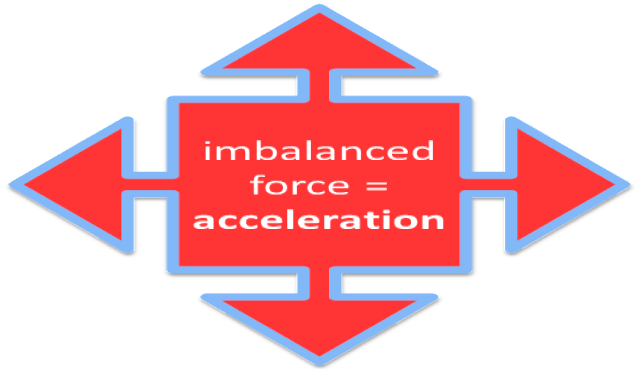 imbalanced
force =
acceleration